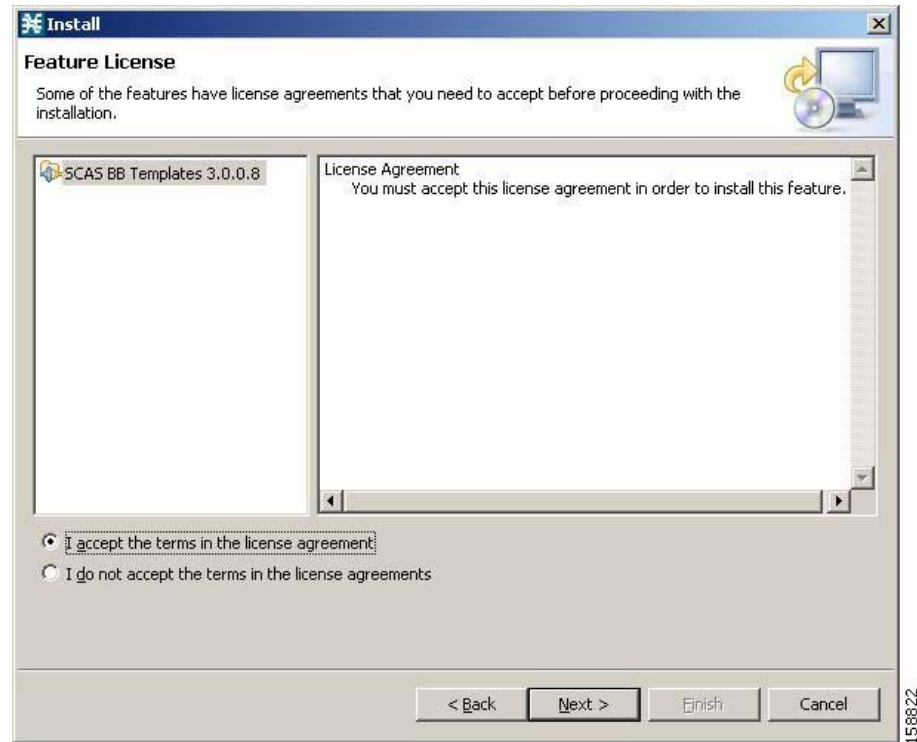 Install
Feature License
Some of the features have license agreements that you need to accept before proceeding with the
installation.
SCAS BB Templates 3.0.0.8
License Agreement
You must accept this license agreement in order to install this feature.
I accept the terms in the license agreement
I do not accept the terms in the license agreements
< Back
Next >
Finish
Cancel
158822